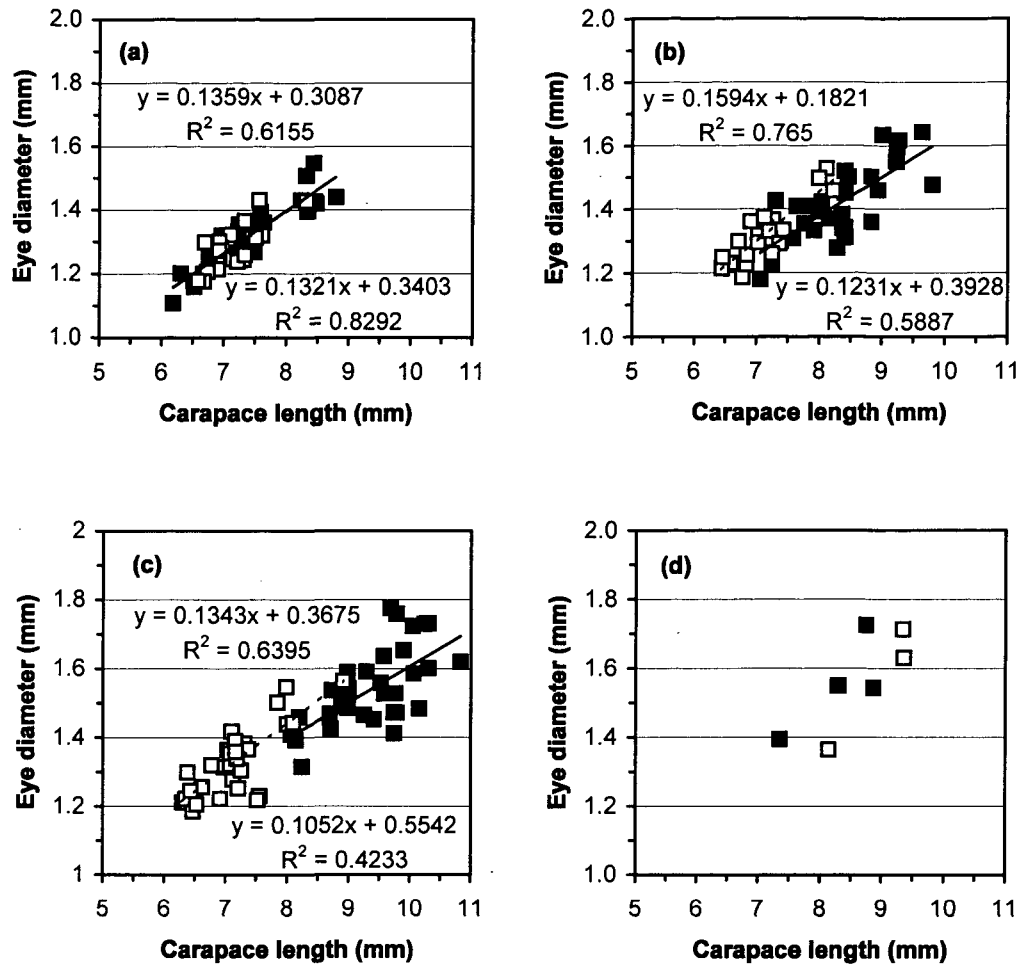 (a)
y = 0.1359x + 0.3087
R² = 0.6155
y = 0.1321x + 0.3403
R² = 0.8292
2.0
1.8
1.6
1.4
1.2
1.0
5 6 7 8 9 10 11
Eye diameter (mm)
Carapace length (mm)
(b)
y = 0.1594x + 0.1821
R² = 0.765
y = 0.1231x + 0.3928
R² = 0.5887
2.0
1.8
1.6
1.4
1.2
1.0
5 6 7 8 9 10 11
Eye diameter (mm)
Carapace length (mm)
(c)
y = 0.1343x + 0.3675
R² = 0.6395
y = 0.1052x + 0.5542
R² = 0.4233
2
1.8
1.6
1.4
1.2
1
5 6 7 8 9 10 11
Eye diameter (mm)
Carapace length (mm)
(d)
2.0
1.8
1.6
1.4
1.2
1.0
5 6 7 8 9 10 11
Eye diameter (mm)
Carapace length (mm)